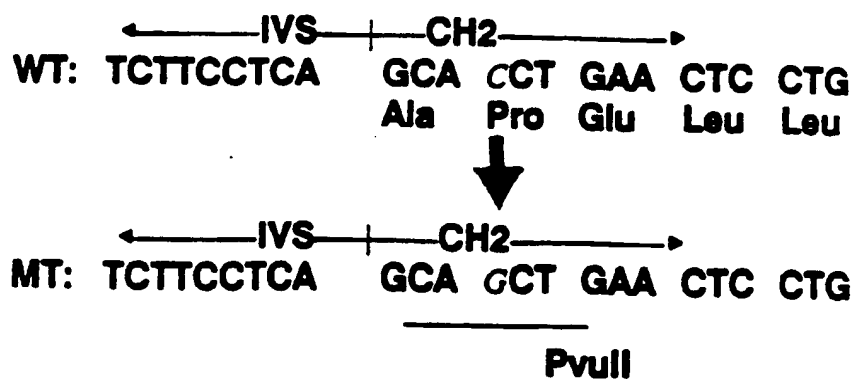 IVS CH2
WT: TCTTCCTCA GCA CCT GAA CTC CTG
Ala Pro Glu Leu Leu
IVS CH2
MT: TCTTCCTCA GCA GCT GAA CTC CTG
PvuII